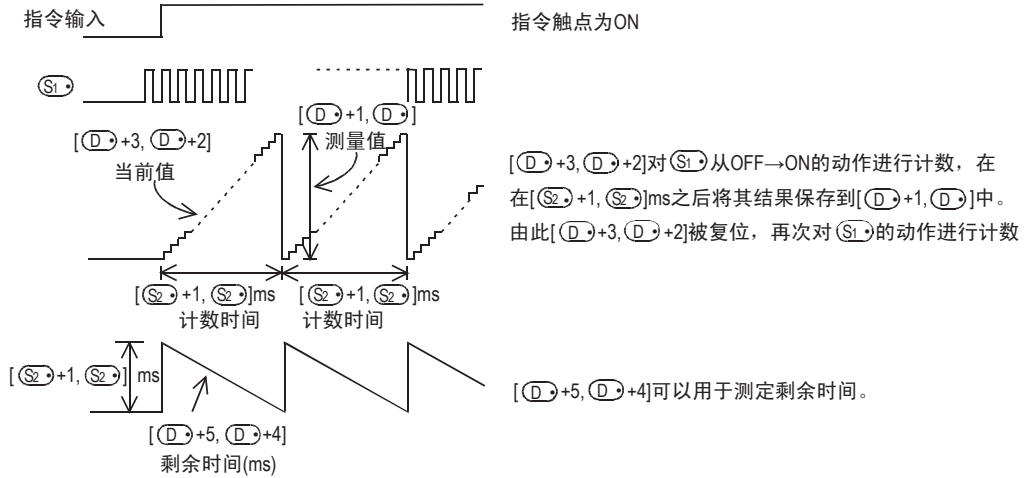 指令输入
指令触点为ON
S1·
[D·+1, D·]
测量值
[D·+3, D·+2]
当前值
[D·+3, D·+2]对S1·从OFF→ON的动作进行计数，在
在[S2·+1, S2·]ms之后将其结果保存到[D·+1, D·]中。
由此[D·+3, D·+2]被复位，再次对S1·的动作进行计数
[S2·+1, S2·]ms [S2·+1, S2·]ms
计数时间 计数时间
[S2·+1, S2·] ms
[D·+5, D·+4]可以用于测定剩余时间。
[D·+5, D·+4]
剩余时间(ms)